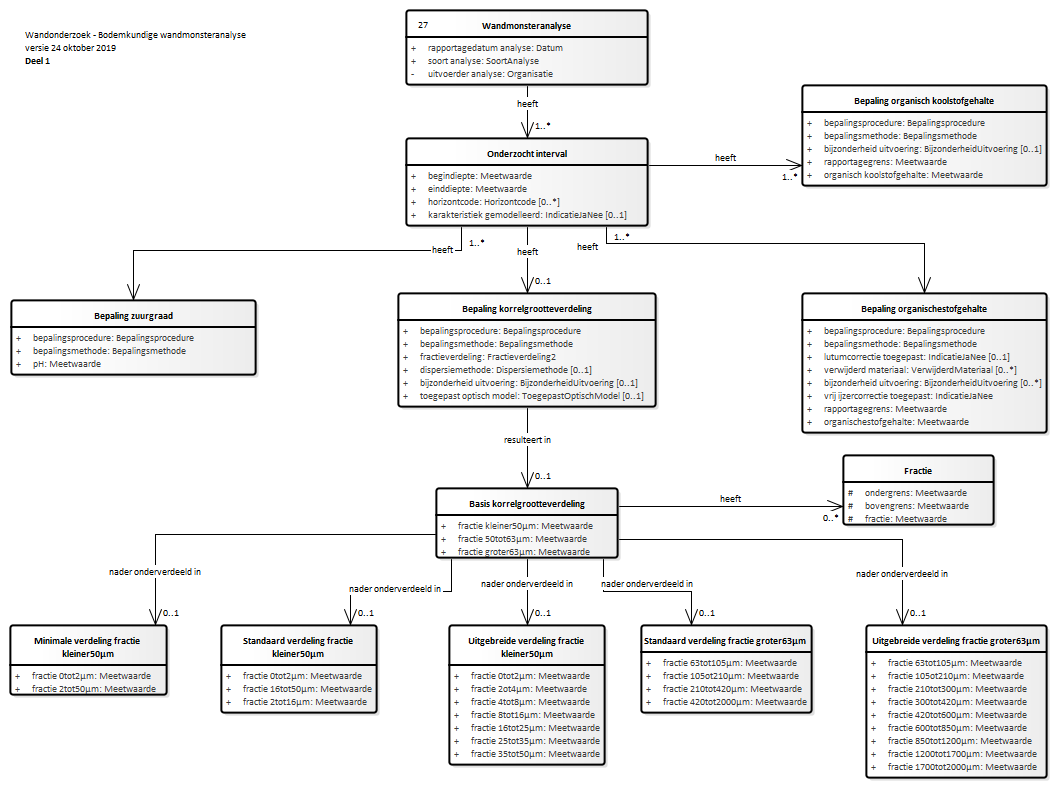 Wandonderzoek - Bodemkundige wandmonsteranalyse
versie 24 oktober 2019
Deel 1
27 Wandmonsteranalyse
+ rapportagedatum analyse: Datum
+ soort analyse: SoortAnalyse
- uitvoerder analyse: Organisatie
heeft
1..*
Bepaling organisch koolstofgehalte
+ bepalingsprocedure: Bepalingsprocedure
+ bepalingsmethode: Bepalingsmethode
+ bijzonderheid uitvoering: BijzonderheidUitvoering [0..1]
+ rapportagegrens: Meetwaarde
+ organisch koolstofgehalte: Meetwaarde
Onderzocht interval
+ begindiepte: Meetwaarde
+ einddiepte: Meetwaarde
+ horizontcode: Horizontcode [0..*]
+ karakteristiek gemodelleerd: IndicatieJaNee [0..1]
heeft
1..*
heeft
1..*
heeft
0..1
heeft
1..*
Bepaling zuurgraad
+ bepalingsprocedure: Bepalingsprocedure
+ bepalingsmethode: Bepalingsmethode
+ pH: Meetwaarde
Bepaling korrelgrootteverdeling
+ bepalingsprocedure: Bepalingsprocedure
+ bepalingsmethode: Bepalingsmethode
+ fractieverdeling: Fractieverdeling2
+ dispersiemethode: Dispersiemethode [0..1]
+ bijzonderheid uitvoering: BijzonderheidUitvoering [0..1]
+ toegepast optisch model: ToegepastOptischModel [0..1]
Bepaling organischestofgehalte
+ bepalingsprocedure: Bepalingsprocedure
+ bepalingsmethode: Bepalingsmethode
+ lutumcorrectie toegepast: IndicatieJaNee [0..1]
+ verwijderd materiaal: VerwijderdMateriaal [0..*]
+ bijzonderheid uitvoering: BijzonderheidUitvoering [0..*]
+ vrij ijzercorrectie toegepast: IndicatieJaNee
+ rapportagegrens: Meetwaarde
+ organischestofgehalte: Meetwaarde
resulteert in
0..1
Basis korrelgrootteverdeling
+ fractie kleiner50µm: Meetwaarde
+ fractie 50tot63µm: Meetwaarde
+ fractie groter63µm: Meetwaarde
heeft
0..*
Fractie
# ondergrens: Meetwaarde
# bovengrens: Meetwaarde
# fractie: Meetwaarde
nader onderverdeeld in
0..1
nader onderverdeeld in
0..1
nader onderverdeeld in
0..1
nader onderverdeeld in
0..1
nader onderverdeeld in
0..1
Minimale verdeling fractie
kleiner50µm
+ fractie 0tot2µm: Meetwaarde
+ fractie 2tot50µm: Meetwaarde
Standaard verdeling fractie
kleiner50µm
+ fractie 0tot2µm: Meetwaarde
+ fractie 16tot50µm: Meetwaarde
+ fractie 2tot16µm: Meetwaarde
Uitgebreide verdeling fractie
kleiner50µm
+ fractie 0tot2µm: Meetwaarde
+ fractie 2ot4µm: Meetwaarde
+ fractie 4tot8µm: Meetwaarde
+ fractie 8tot16µm: Meetwaarde
+ fractie 16tot25µm: Meetwaarde
+ fractie 25tot35µm: Meetwaarde
+ fractie 35tot50µm: Meetwaarde
Standaard verdeling fractie groter63µm
+ fractie 63tot105µm: Meetwaarde
+ fractie 105ot210µm: Meetwaarde
+ fractie 210tot420µm: Meetwaarde
+ fractie 420tot2000µm: Meetwaarde
Uitgebreide verdeling fractie groter63µm
+ fractie 63tot105µm: Meetwaarde
+ fractie 105ot210µm: Meetwaarde
+ fractie 210tot300µm: Meetwaarde
+ fractie 300tot420µm: Meetwaarde
+ fractie 420tot600µm: Meetwaarde
+ fractie 600tot850µm: Meetwaarde
+ fractie 850tot1200µm: Meetwaarde
+ fractie 1200tot1700µm: Meetwaarde
+ fractie 1700tot2000µm: Meetwaarde